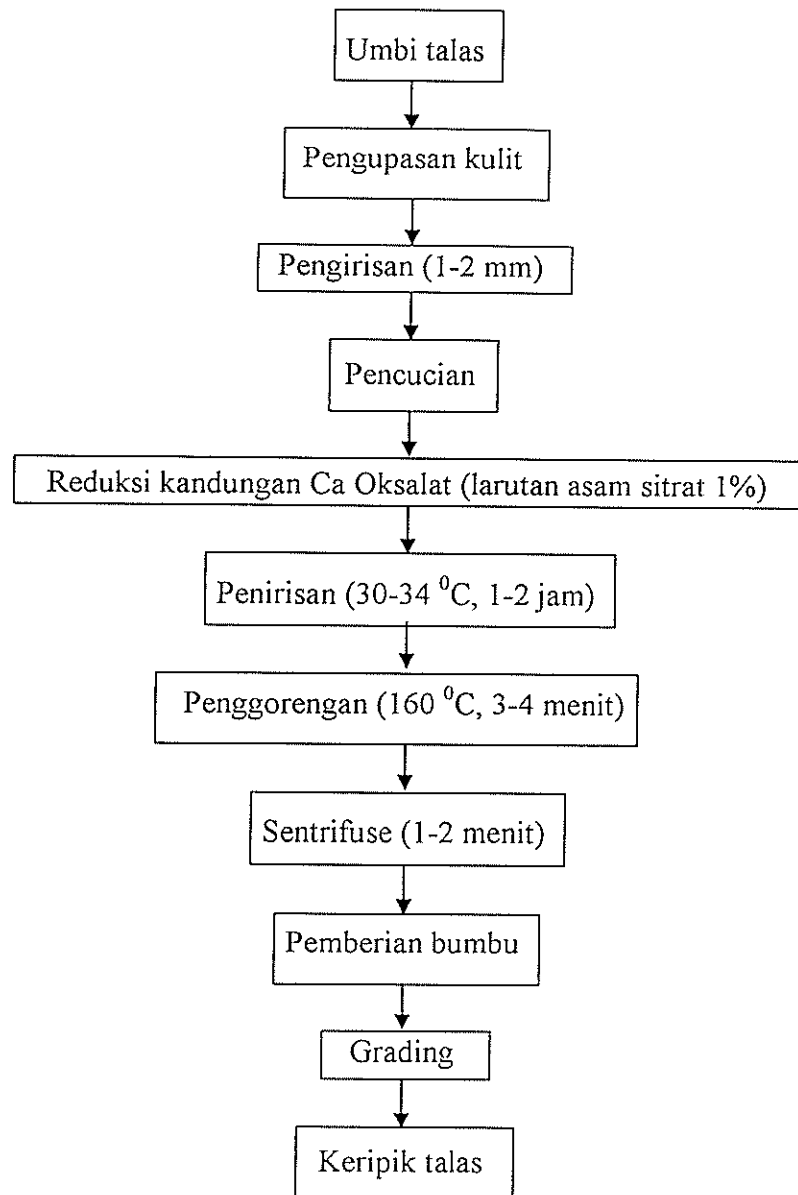 Umbi talas
Pengupasan kulit
Pengirisan (1-2 mm)
Pencucian
Reduksi kandungan Ca Oksalat (larutan asam sitrat 1%)
Penirisan (30-34 ⁰C, 1-2 jam)
Penggorengan (160 ⁰C, 3-4 menit)
Sentrifuse (1-2 menit)
Pemberian bumbu
Grading
Keripik talas